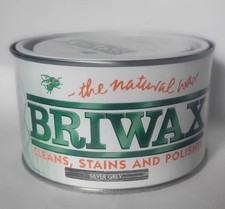 the natural wax
BRIWAX
CLEANS, STAINS AND POLISHES
SILVER GREY